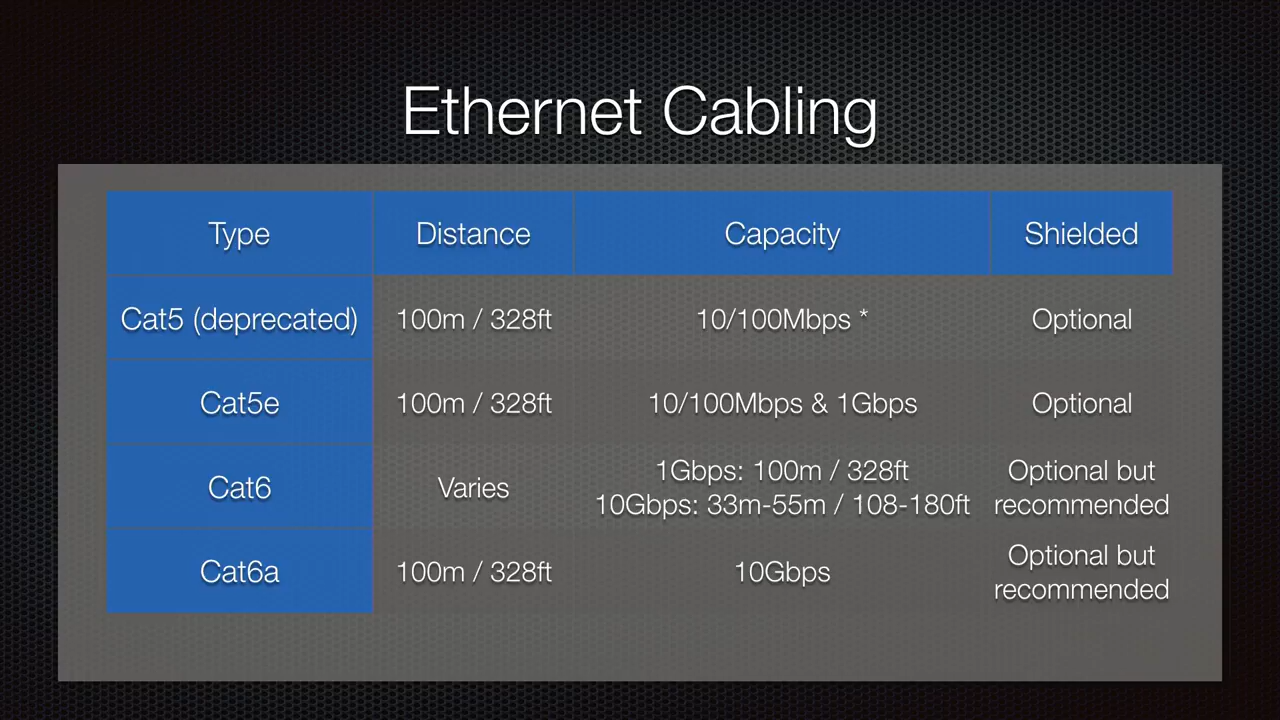 Ethernet Cabling
Type Distance Capacity Shielded
Cat5 (deprecated) 100m / 328ft 10/100Mbps * Optional
Cat5e 100m / 328ft 10/100Mbps & 1Gbps Optional
Cat6 Varies 1Gbps: 100m / 328ft Optional but
10Gbps: 33m-55m / 108-180ft recommended
Cat6a 100m / 328ft 10Gbps Optional but
recommended